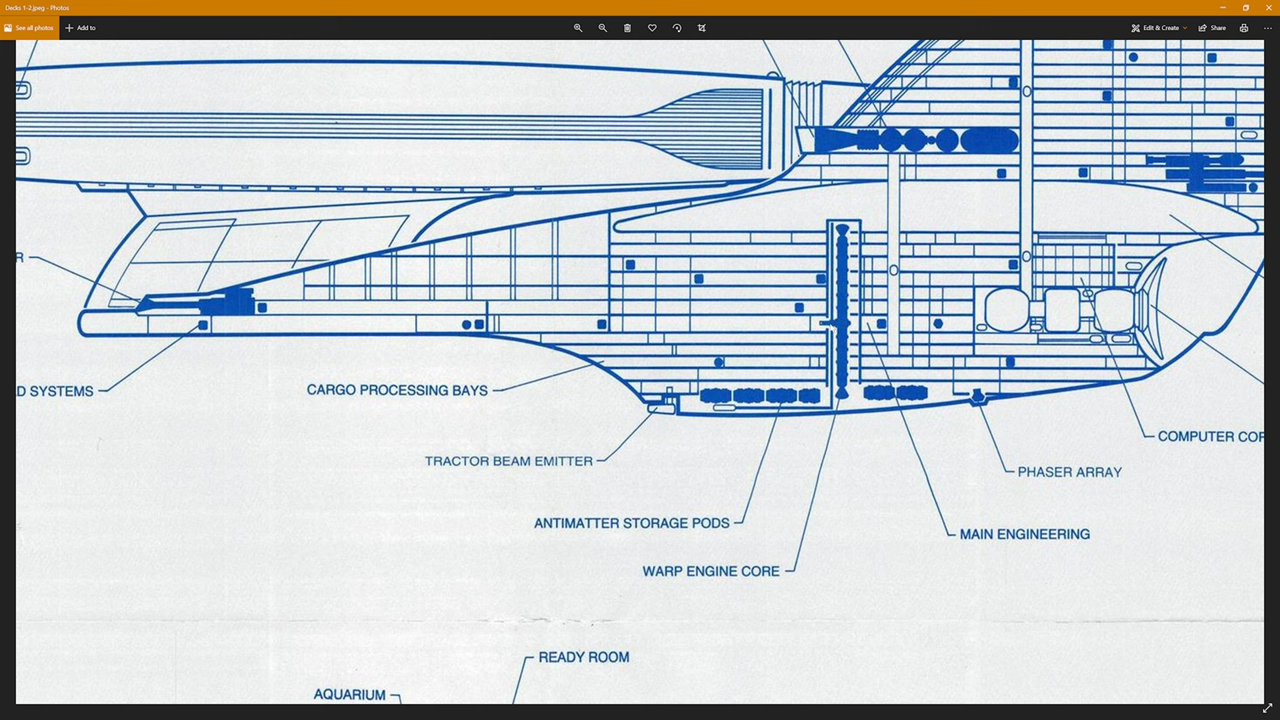 Decks 1-2.jpeg - Photos
See all photos
Add to
Edit & Create
Share
R
D SYSTEMS
CARGO PROCESSING BAYS
TRACTOR BEAM EMITTER
ANTIMATTER STORAGE PODS
WARP ENGINE CORE
MAIN ENGINEERING
PHASER ARRAY
COMPUTER COR
READY ROOM
AQUARIUM